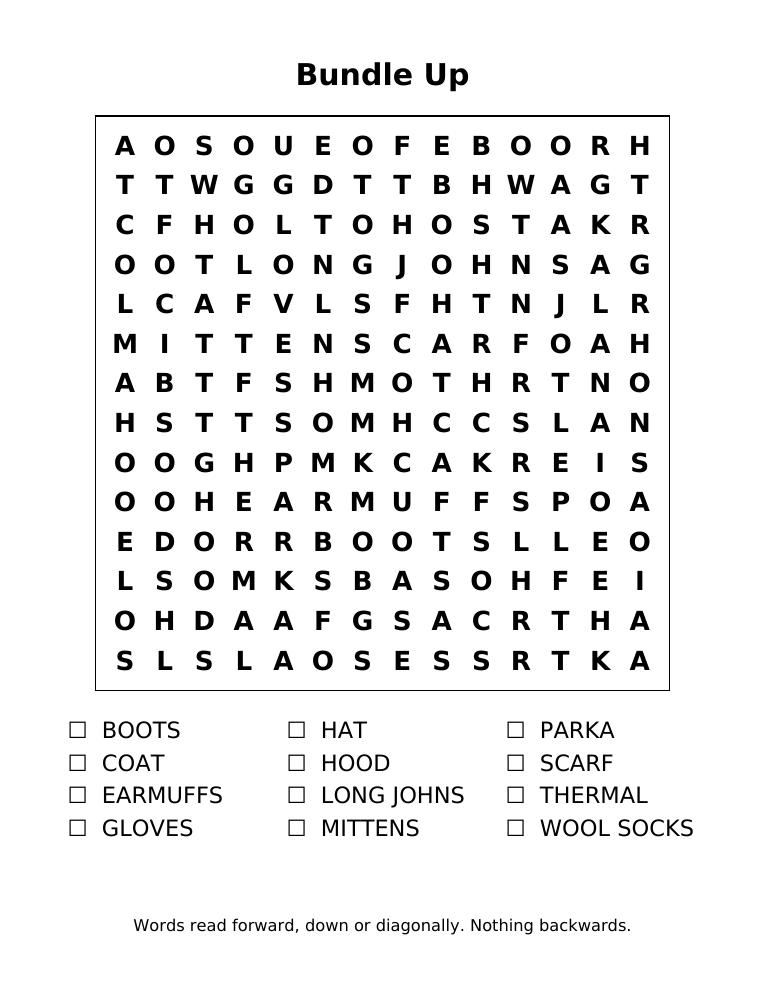 Bundle Up
A O S O U E O F E B O O R H
T T W G G D T T B H W A G T
C F H O L T O H O S T A K R
O O T L O N G J O H N S A G
L C A F V L S F H T N J L R
M I T T E N S C A R F O A H
A B T F S H M O T H R T N O
H S T T S O M H C C S L A N
O O G H P M K C A K R E I S
O O H E A R M U F F S P O A
E D O R R B O O T S L L E O
L S O M K S B A S O H F E I
O H D A A F G S A C R T H A
S L S L A O S E S S R T K A
☐ BOOTS ☐ HAT ☐ PARKA
☐ COAT ☐ HOOD ☐ SCARF
☐ EARMUFFS ☐ LONG JOHNS ☐ THERMAL
☐ GLOVES ☐ MITTENS ☐ WOOL SOCKS
Words read forward, down or diagonally. Nothing backwards.